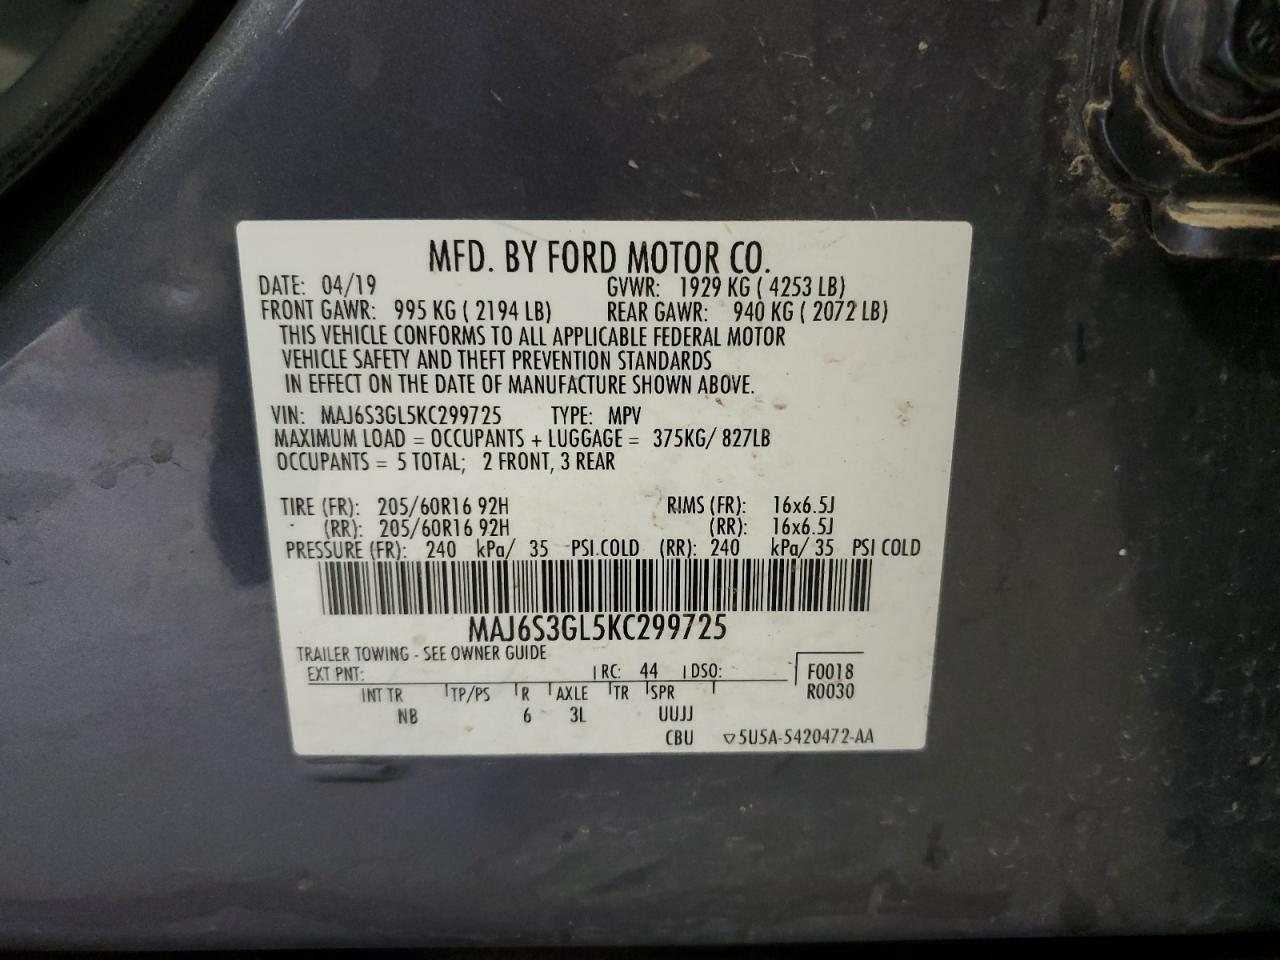 MFD. BY FORD MOTOR CO.
DATE: 04/19 GVWR: 1929 KG ( 4253 LB)
FRONT GAWR: 995 KG ( 2194 LB) REAR GAWR: 940 KG ( 2072 LB)
THIS VEHICLE CONFORMS TO ALL APPLICABLE FEDERAL MOTOR
VEHICLE SAFETY AND THEFT PREVENTION STANDARDS
IN EFFECT ON THE DATE OF MANUFACTURE SHOWN ABOVE.
VIN: MAJ6S3GL5KC299725 TYPE: MPV
MAXIMUM LOAD = OCCUPANTS + LUGGAGE = 375KG/ 827LB
OCCUPANTS = 5 TOTAL; 2 FRONT, 3 REAR
TIRE (FR): 205/60R16 92H RIMS (FR): 16x6.5J
(RR): 205/60R16 92H (RR): 16x6.5J
PRESSURE (FR): 240 kPa/ 35 PSI COLD (RR): 240 kPa/ 35 PSI COLD
MAJ6S3GL5KC299725
TRAILER TOWING - SEE OWNER GUIDE
EXT PNT: RC: 44 DSO: F0018
INT TR TP/PS R AXLE TR SPR R0030
NB 6 3L UUJJ
CBU ▽5U5A-5420472-AA